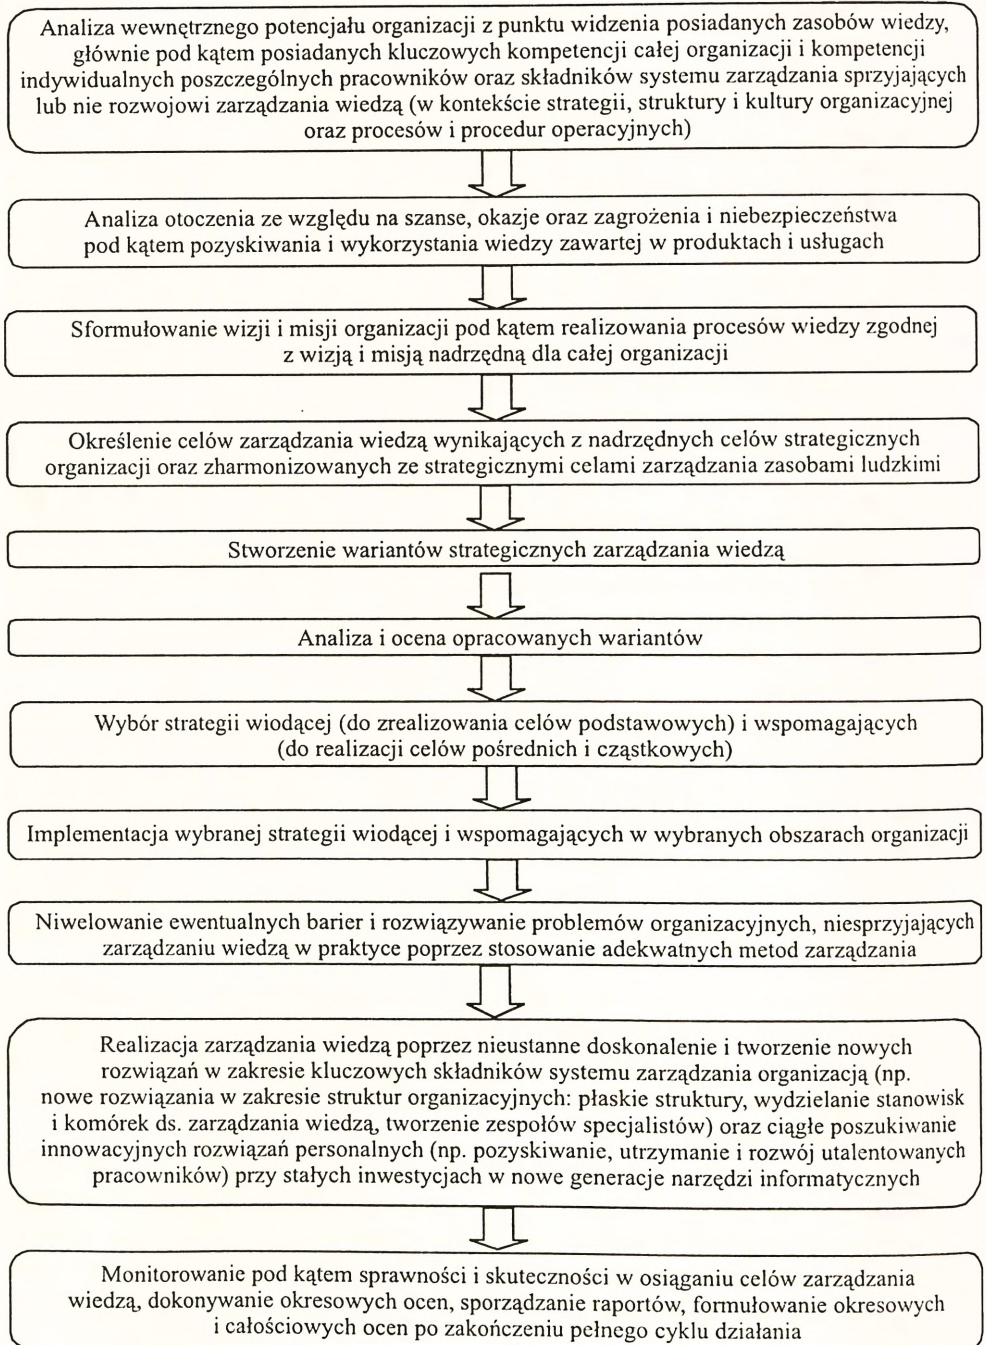 Analiza wewnętrznego potencjału organizacji z punktu widzenia posiadanych zasobów wiedzy,
głównie pod kątem posiadanych kluczowych kompetencji całej organizacji i kompetencji
indywidualnych poszczególnych pracowników oraz składników systemu zarządzania sprzyjających
lub nie rozwojowi zarządzania wiedzą (w kontekście strategii, struktury i kultury organizacyjnej
oraz procesów i procedur operacyjnych)
Analiza otoczenia ze względu na szanse, okazje oraz zagrożenia i niebezpieczeństwa
pod kątem pozyskiwania i wykorzystania wiedzy zawartej w produktach i usługach
Sformułowanie wizji i misji organizacji pod kątem realizowania procesów wiedzy zgodnej
z wizją i misją nadrzędną dla całej organizacji
Określenie celów zarządzania wiedzą wynikających z nadrzędnych celów strategicznych
organizacji oraz zharmonizowanych ze strategicznymi celami zarządzania zasobami ludzkimi
Stworzenie wariantów strategicznych zarządzania wiedzą
Analiza i ocena opracowanych wariantów
Wybór strategii wiodącej (do zrealizowania celów podstawowych) i wspomagających
(do realizacji celów pośrednich i cząstkowych)
Implementacja wybranej strategii wiodącej i wspomagających w wybranych obszarach organizacji
Niwelowanie ewentualnych barier i rozwiązywanie problemów organizacyjnych, niesprzyjających
zarządzaniu wiedzą w praktyce poprzez stosowanie adekwatnych metod zarządzania
Realizacja zarządzania wiedzą poprzez nieustanne doskonalenie i tworzenie nowych
rozwiązań w zakresie kluczowych składników systemu zarządzania organizacją (np.
nowe rozwiązania w zakresie struktur organizacyjnych: płaskie struktury, wydzielanie stanowisk
i komórek ds. zarządzania wiedzą, tworzenie zespołów specjalistów) oraz ciągłe poszukiwanie
innowacyjnych rozwiązań personalnych (np. pozyskiwanie, utrzymanie i rozwój utalentowanych
pracowników) przy stałych inwestycjach w nowe generacje narzędzi informatycznych
Monitorowanie pod kątem sprawności i skuteczności w osiąganiu celów zarządzania
wiedzą, dokonywanie okresowych ocen, sporządzanie raportów, formułowanie okresowych
i całościowych ocen po zakończeniu pełnego cyklu działania